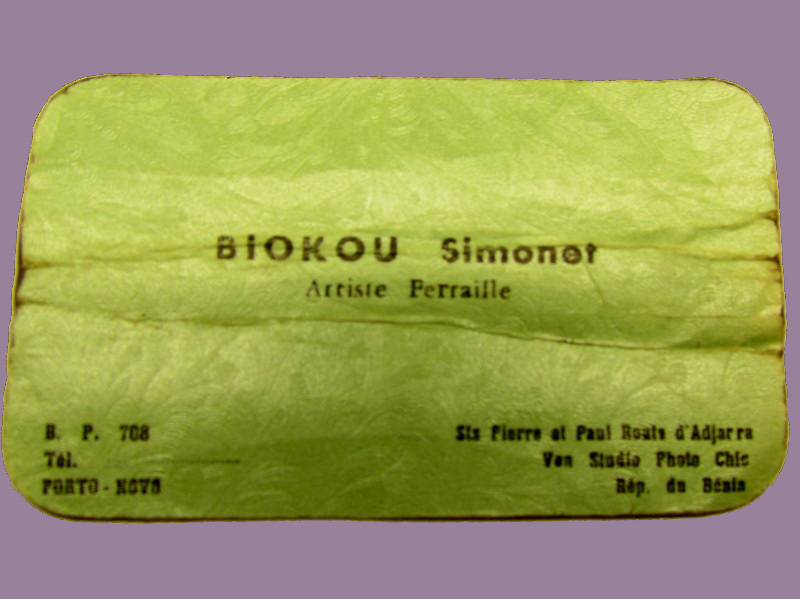 BIOKOU Simonet
Artiste Ferraille
B. P. 708
Tél. ....................
PORTO - NOVO
Sts Pierre et Paul Route d'Adjarra
Von Studio Photo Chic
Rép. du Bénin